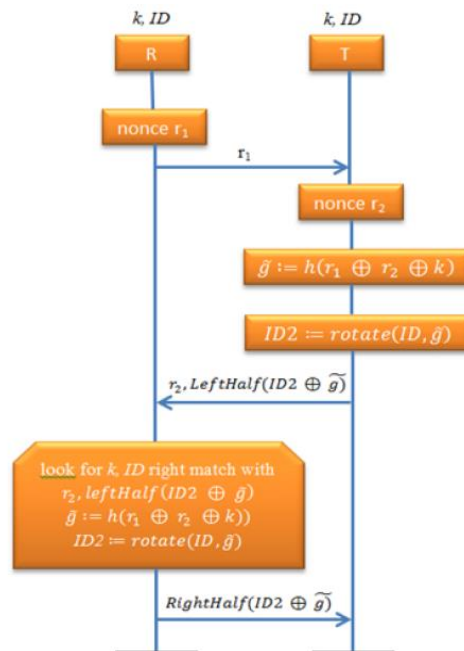 k, ID k, ID
R T
nonce r₁
r₁
nonce r₂
g̃ := h(r₁ ⊕ r₂ ⊕ k)
ID2 := rotate(ID, g̃)
r₂, LeftHalf(ID2 ⊕ g̃)
look for k, ID right match with
r₂, leftHalf(ID2 ⊕ g̃)
g̃ := h(r₁ ⊕ r₂ ⊕ k))
ID2 := rotate(ID, g̃)
RightHalf(ID2 ⊕ g̃)